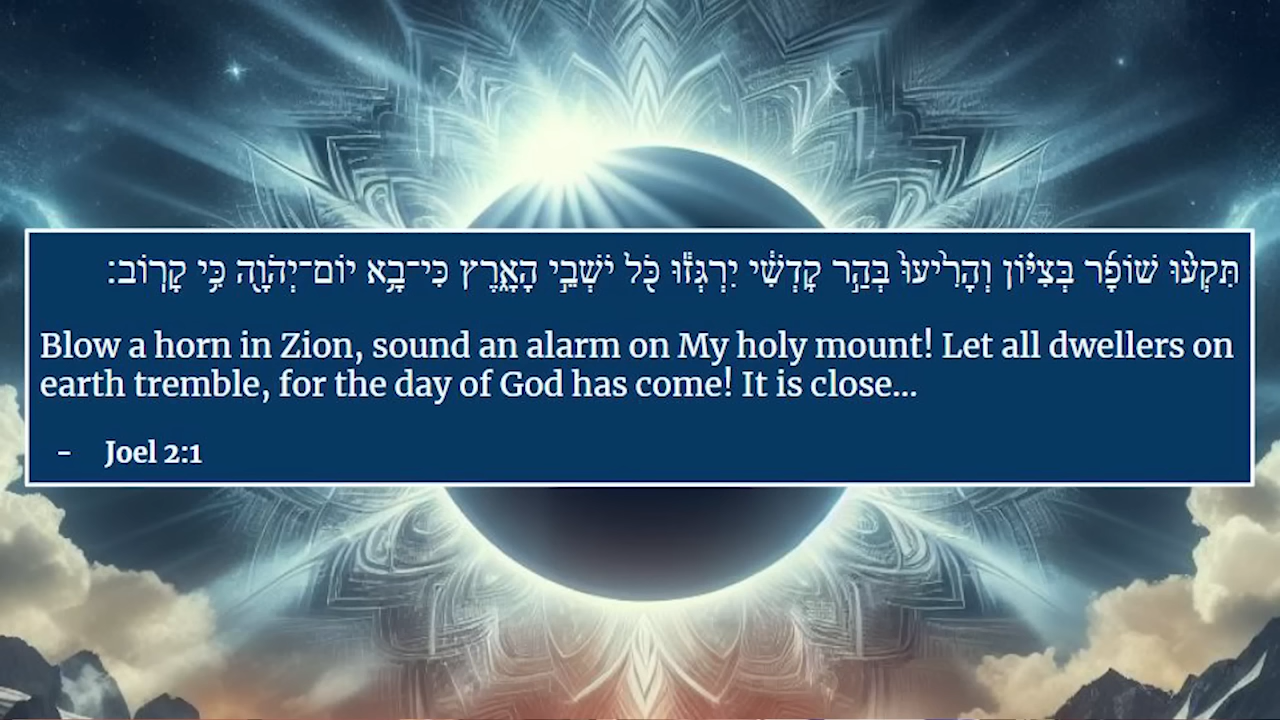 תִּקְע֨וּ שׁוֹפָ֜ר בְּצִיּ֗וֹן וְהָרִ֙יעוּ֙ בְּהַ֣ר קׇדְשִׁ֔י יִרְגְּז֕וּ כֹּ֖ל יֹשְׁבֵ֣י הָאָ֑רֶץ כִּי־בָ֥א יוֹם־יְהֹוָ֖ה כִּ֥י קָרֽוֹב׃
Blow a horn in Zion, sound an alarm on My holy mount! Let all dwellers on
earth tremble, for the day of God has come! It is close...
- Joel 2:1